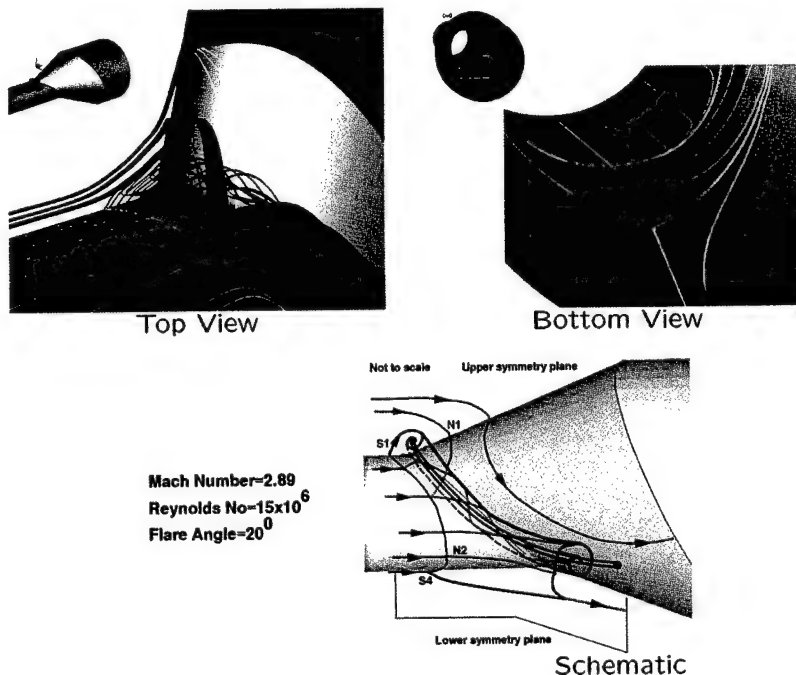 Top View
Bottom View
Not to scale
Upper symmetry plane
N1
S1
Mach Number=2.89
Reynolds No=15x10^6
Flare Angle=20^0
N2
S4
Lower symmetry plane
Schematic